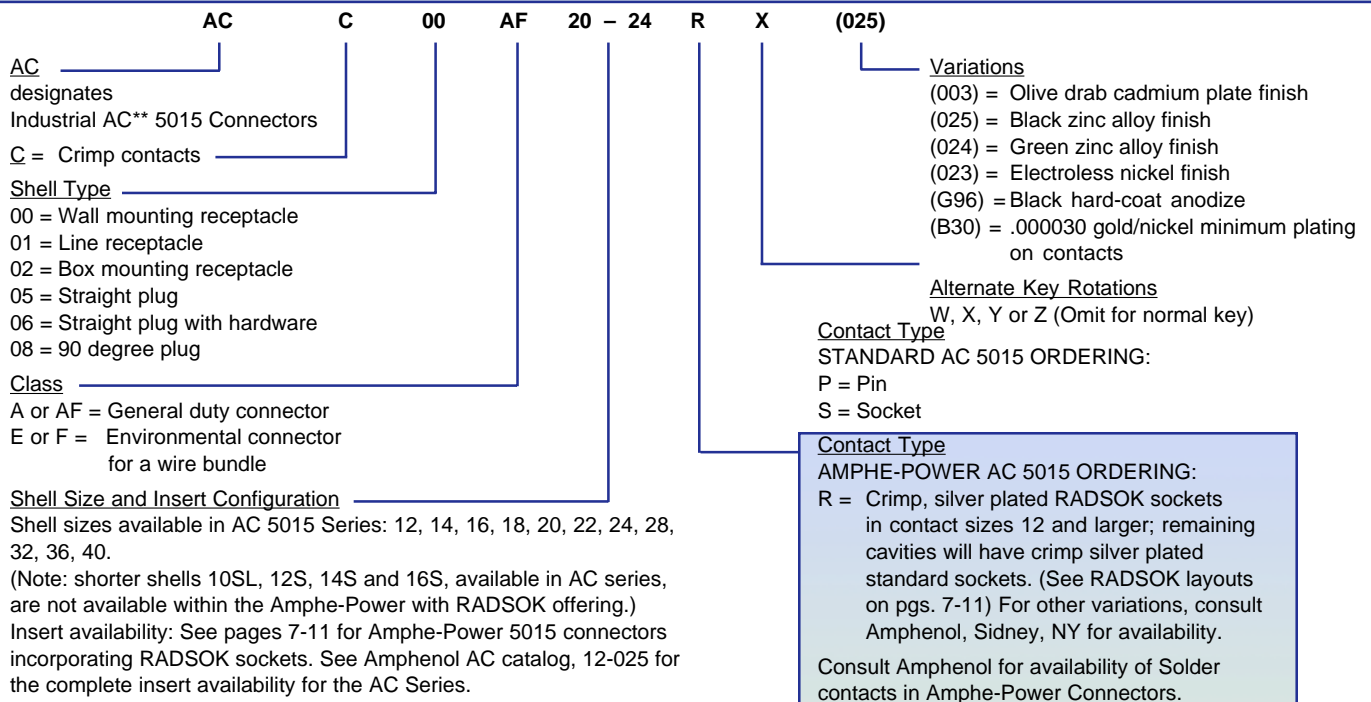 AC C 00 AF 20 – 24 R X (025)
AC
designates
Industrial AC** 5015 Connectors
C = Crimp contacts
Shell Type
00 = Wall mounting receptacle
01 = Line receptacle
02 = Box mounting receptacle
05 = Straight plug
06 = Straight plug with hardware
08 = 90 degree plug
Class
A or AF = General duty connector
E or F = Environmental connector
for a wire bundle
Shell Size and Insert Configuration
Shell sizes available in AC 5015 Series: 12, 14, 16, 18, 20, 22, 24, 28,
32, 36, 40.
(Note: shorter shells 10SL, 12S, 14S and 16S, available in AC series,
are not available within the Amphe-Power with RADSOK offering.)
Insert availability: See pages 7-11 for Amphe-Power 5015 connectors
incorporating RADSOK sockets. See Amphenol AC catalog, 12-025 for
the complete insert availability for the AC Series.
Variations
(003) = Olive drab cadmium plate finish
(025) = Black zinc alloy finish
(024) = Green zinc alloy finish
(023) = Electroless nickel finish
(G96) = Black hard-coat anodize
(B30) = .000030 gold/nickel minimum plating
on contacts
Alternate Key Rotations
W, X, Y or Z (Omit for normal key)
Contact Type
STANDARD AC 5015 ORDERING:
P = Pin
S = Socket
Contact Type
AMPHE-POWER AC 5015 ORDERING:
R = Crimp, silver plated RADSOK sockets
in contact sizes 12 and larger; remaining
cavities will have crimp silver plated
standard sockets. (See RADSOK layouts
on pgs. 7-11) For other variations, consult
Amphenol, Sidney, NY for availability.
Consult Amphenol for availability of Solder
contacts in Amphe-Power Connectors.